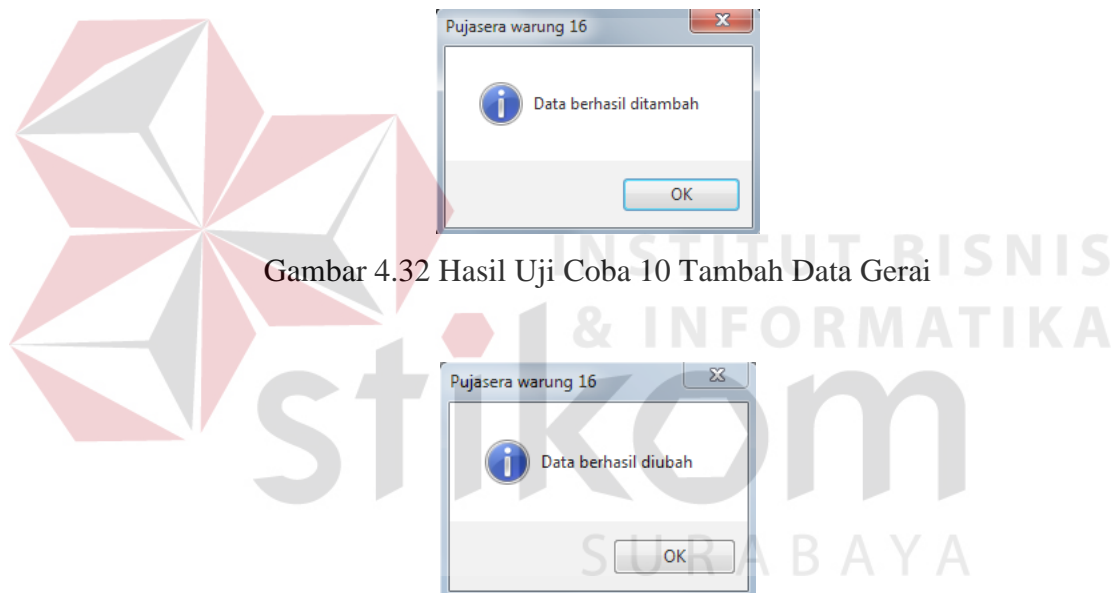 Pujasera warung 16
Data berhasil ditambah
OK
INSTITUT BISNIS
Gambar 4.32 Hasil Uji Coba 10 Tambah Data Gerai
& INFORMATIKA
stikom
Pujasera warung 16
Data berhasil diubah
OK
SURABAYA